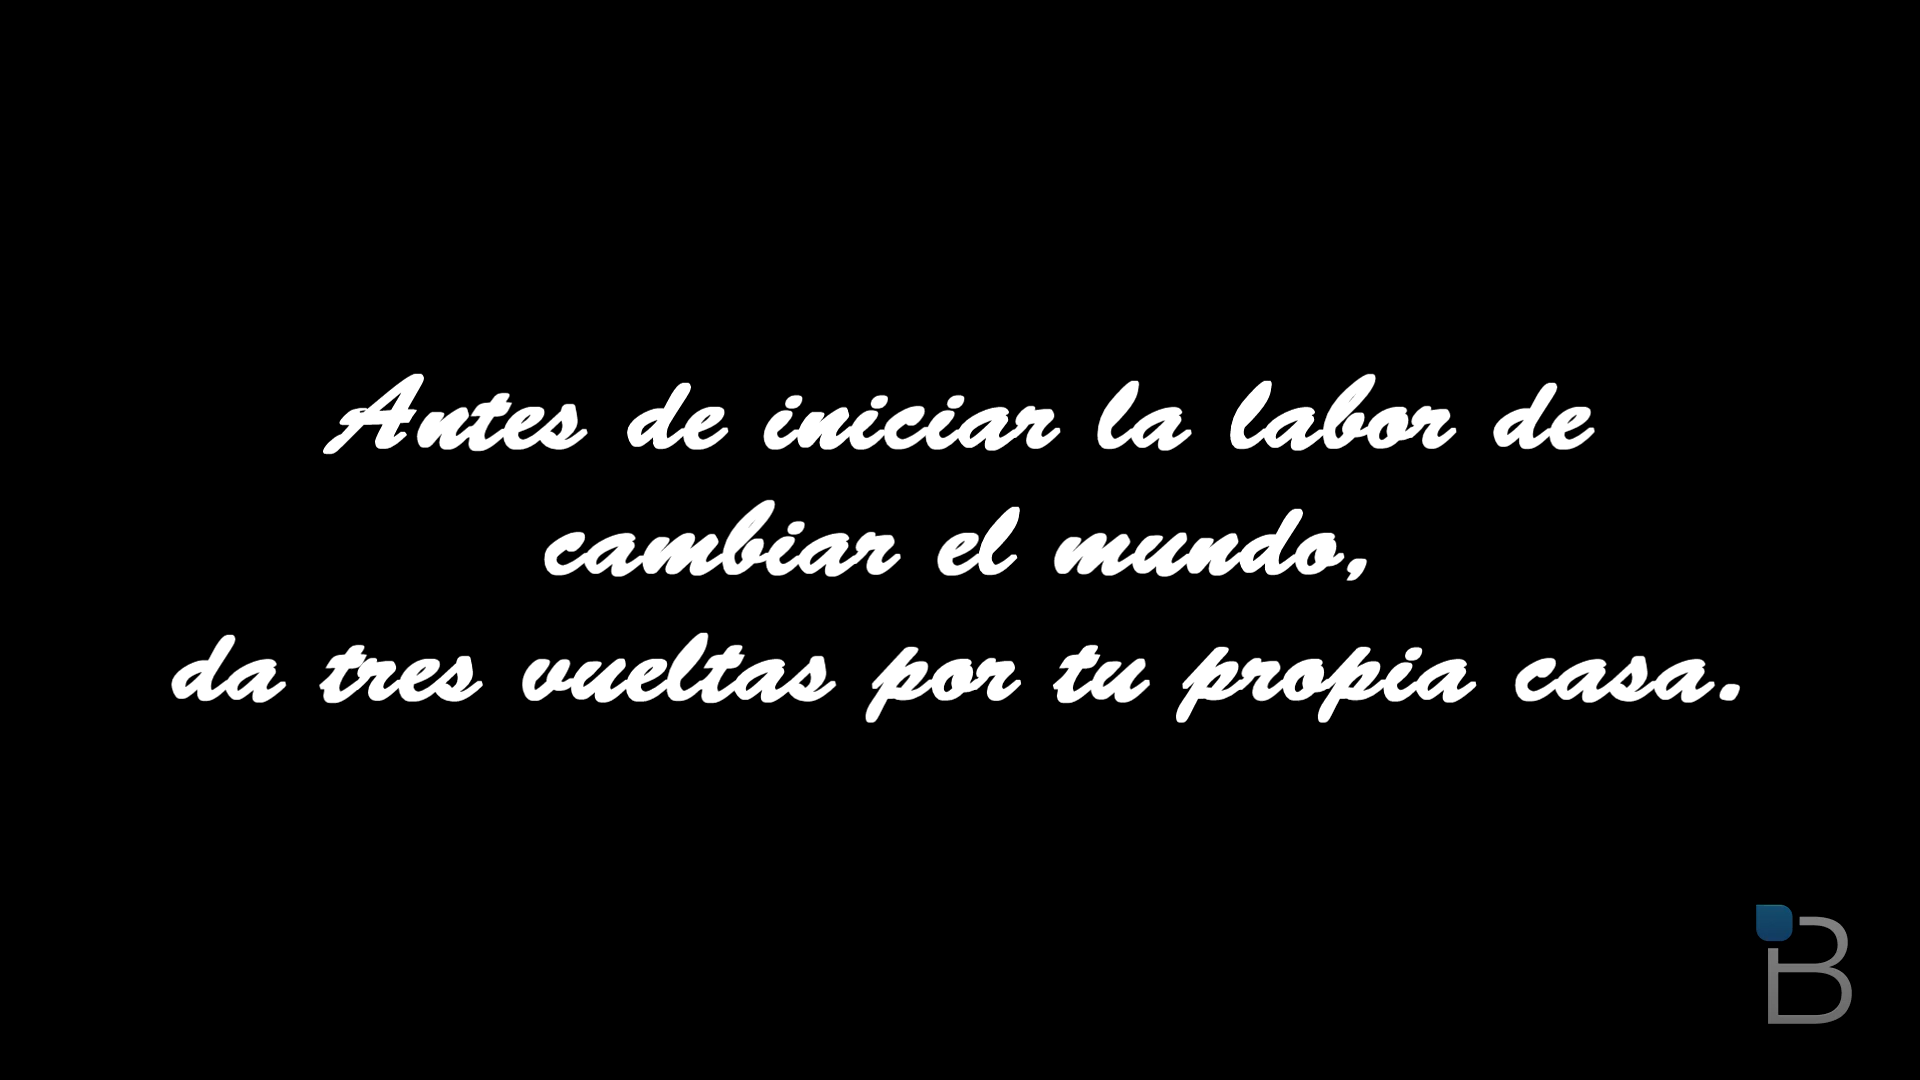 Antes de iniciar la labor de
cambiar el mundo,
da tres vueltas por tu propia casa.
B